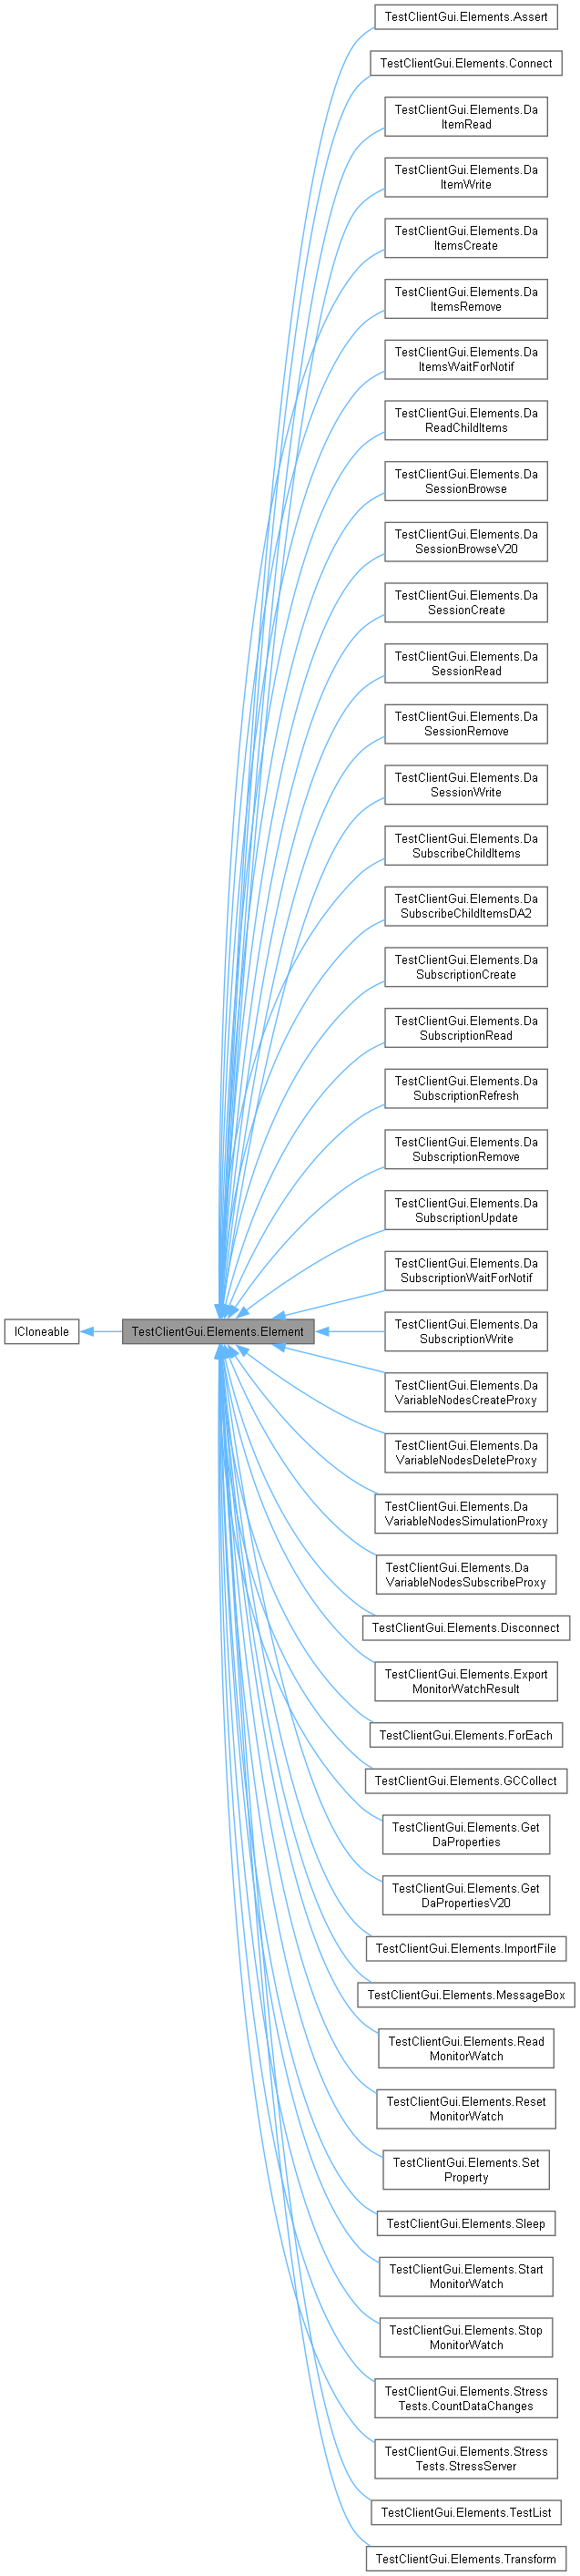 TestClientGui.Elements.Assert
TestClientGui.Elements.Connect
TestClientGui.Elements.Da
ItemRead
TestClientGui.Elements.Da
ItemWrite
TestClientGui.Elements.Da
ItemsCreate
TestClientGui.Elements.Da
ItemsRemove
TestClientGui.Elements.Da
ItemsWaitForNotif
TestClientGui.Elements.Da
ReadChildItems
TestClientGui.Elements.Da
SessionBrowse
TestClientGui.Elements.Da
SessionBrowseV20
TestClientGui.Elements.Da
SessionCreate
TestClientGui.Elements.Da
SessionRead
TestClientGui.Elements.Da
SessionRemove
TestClientGui.Elements.Da
SessionWrite
TestClientGui.Elements.Da
SubscribeChildItems
TestClientGui.Elements.Da
SubscribeChildItemsDA2
TestClientGui.Elements.Da
SubscriptionCreate
TestClientGui.Elements.Da
SubscriptionRead
TestClientGui.Elements.Da
SubscriptionRefresh
TestClientGui.Elements.Da
SubscriptionRemove
TestClientGui.Elements.Da
SubscriptionUpdate
TestClientGui.Elements.Da
SubscriptionWaitForNotif
ICloneable
TestClientGui.Elements.Element
TestClientGui.Elements.Da
SubscriptionWrite
TestClientGui.Elements.Da
VariableNodesCreateProxy
TestClientGui.Elements.Da
VariableNodesDeleteProxy
TestClientGui.Elements.Da
VariableNodesSimulationProxy
TestClientGui.Elements.Da
VariableNodesSubscribeProxy
TestClientGui.Elements.Disconnect
TestClientGui.Elements.Export
MonitorWatchResult
TestClientGui.Elements.ForEach
TestClientGui.Elements.GCCollect
TestClientGui.Elements.Get
DaProperties
TestClientGui.Elements.Get
DaPropertiesV20
TestClientGui.Elements.ImportFile
TestClientGui.Elements.MessageBox
TestClientGui.Elements.Read
MonitorWatch
TestClientGui.Elements.Reset
MonitorWatch
TestClientGui.Elements.Set
Property
TestClientGui.Elements.Sleep
TestClientGui.Elements.Start
MonitorWatch
TestClientGui.Elements.Stop
MonitorWatch
TestClientGui.Elements.Stress
Tests.CountDataChanges
TestClientGui.Elements.Stress
Tests.StressServer
TestClientGui.Elements.TestList
TestClientGui.Elements.Transform